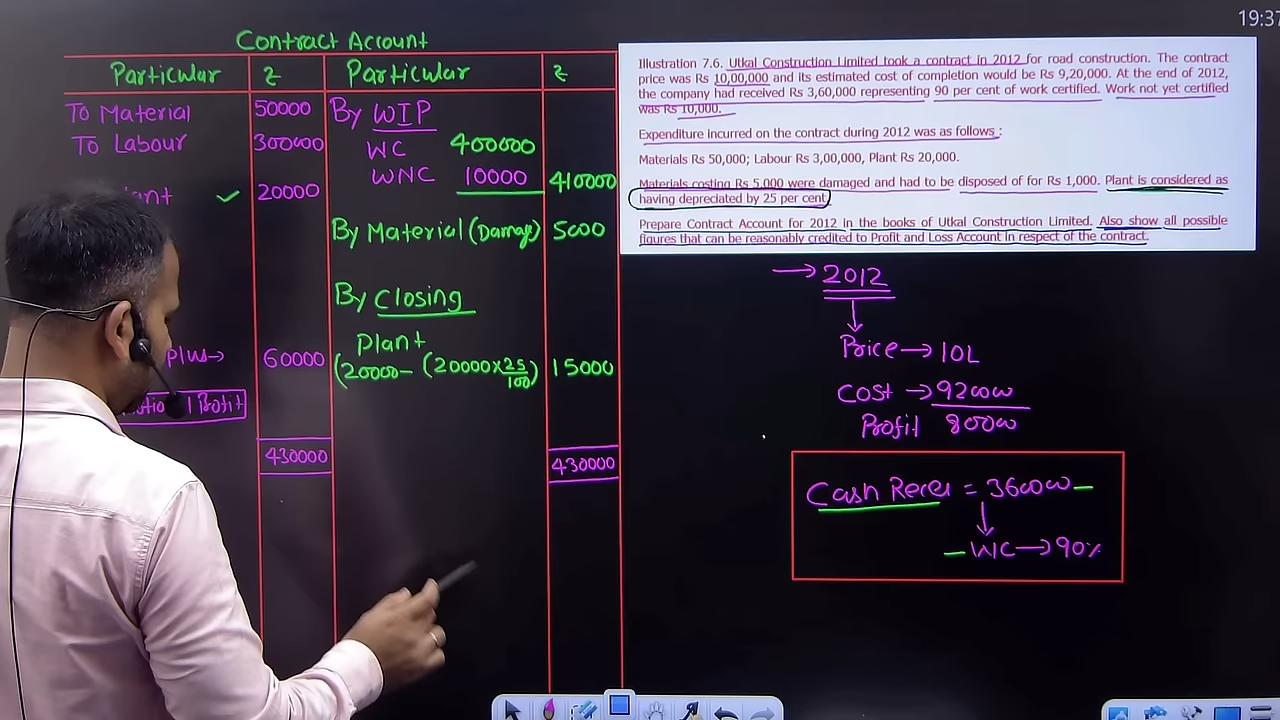 19:37
Contract Account
Particular ₹ Particular ₹
To Material 50000 By WIP
To Labour 300000 WC 400000
WNC 10000 410000
ant ✓ 20000
By Material (Damage) 5000
By Closing
Plant
plus→ 60000 (20000- (20000×25/100) 15000
l Profit
430000 430000
Illustration 7.6. Utkal Construction Limited took a contract in 2012 for road construction. The contract
price was Rs 10,00,000 and its estimated cost of completion would be Rs 9,20,000. At the end of 2012,
the company had received Rs 3,60,000 representing 90 per cent of work certified. Work not yet certified
was Rs 10,000.
Expenditure incurred on the contract during 2012 was as follows :
Materials Rs 50,000; Labour Rs 3,00,000, Plant Rs 20,000.
Materials costing Rs 5,000 were damaged and had to be disposed of for Rs 1,000. Plant is considered as
having depreciated by 25 per cent.
Prepare Contract Account for 2012 in the books of Utkal Construction Limited. Also show all possible
figures that can be reasonably credited to Profit and Loss Account in respect of the contract.
→ 2012
Price → 10L
Cost → 920000
Profit 80000
Cash Recei = 360000
WC → 90%